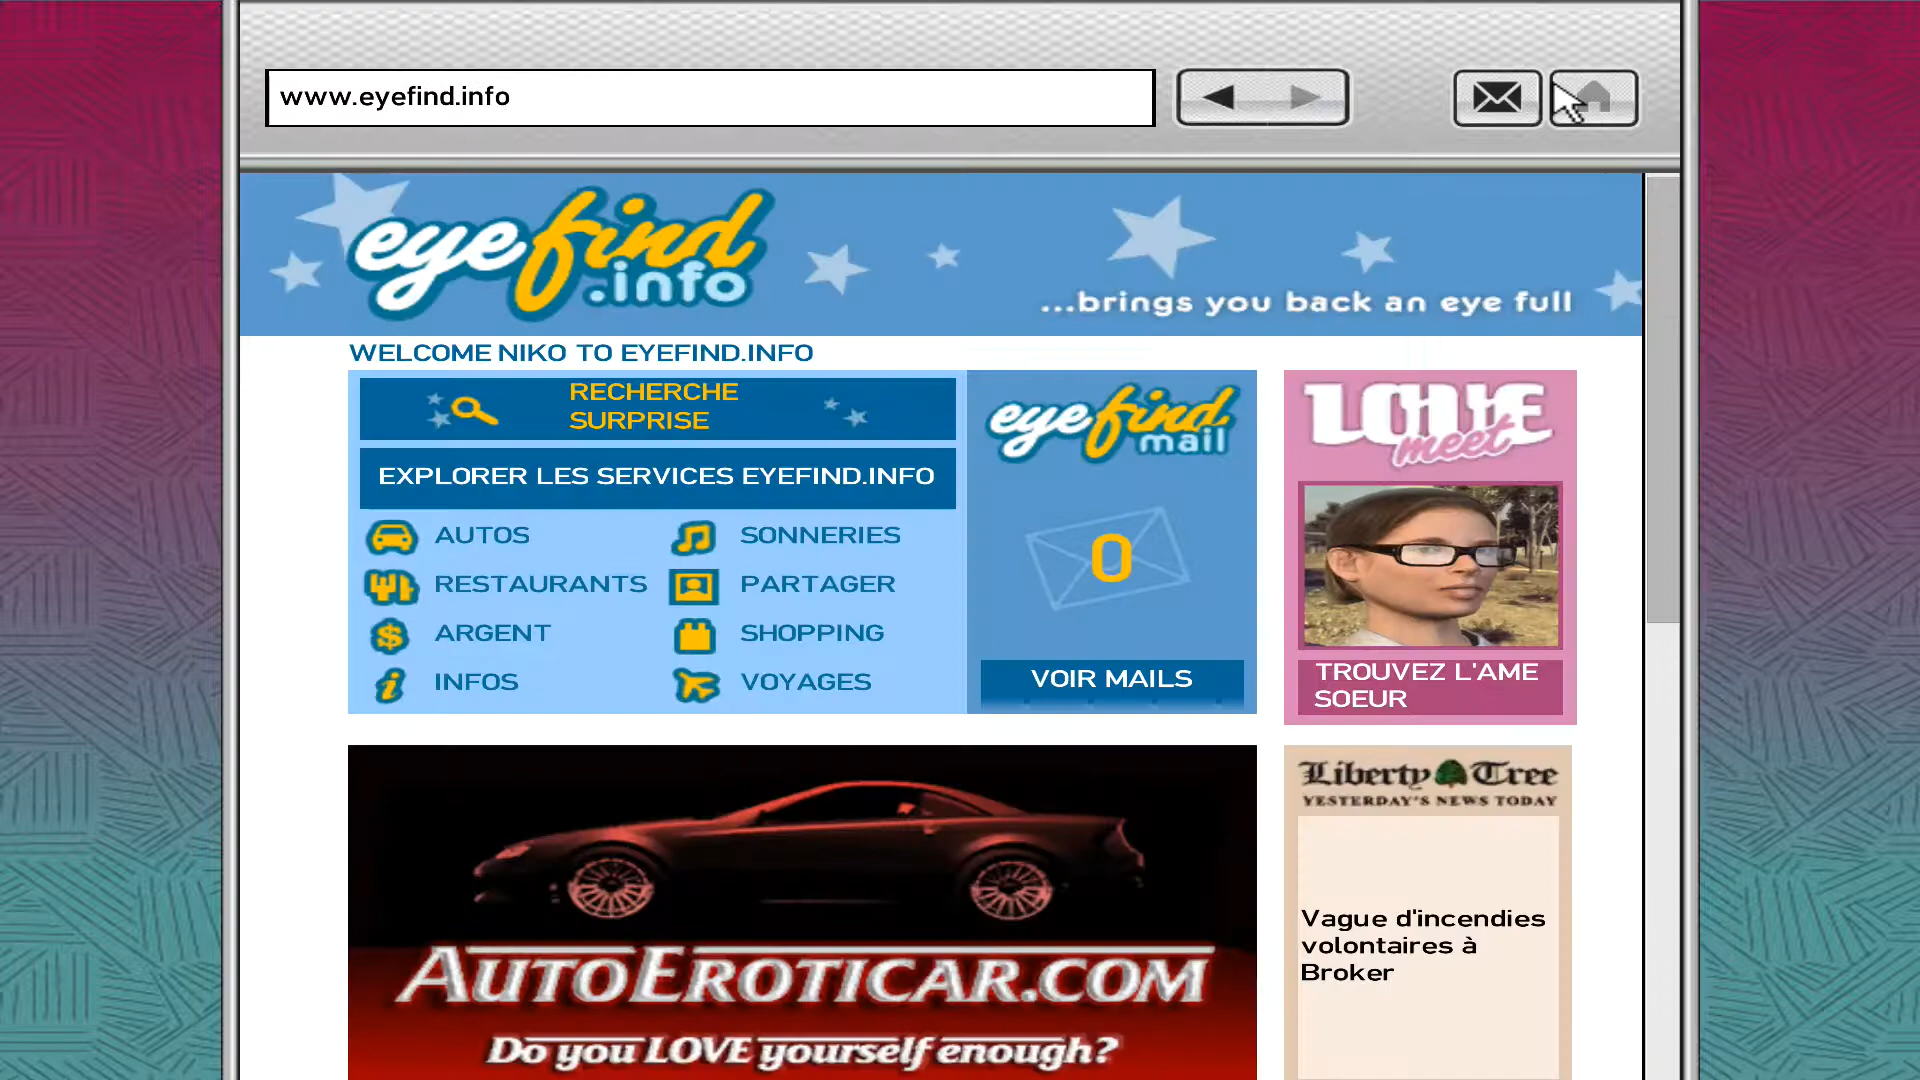 www.eyefind.info
eyefind
.info
...brings you back an eye full
WELCOME NIKO TO EYEFIND.INFO
RECHERCHE
SURPRISE
EXPLORER LES SERVICES EYEFIND.INFO
AUTOS
SONNERIES
RESTAURANTS
PARTAGER
ARGENT
SHOPPING
INFOS
VOYAGES
eyefind
mail
0
VOIR MAILS
LOVE
meet
TROUVEZ L'AME
SOEUR
AUTOEROTICAR.COM
Do you LOVE yourself enough?
Liberty Tree
YESTERDAY'S NEWS TODAY
Vague d'incendies
volontaires à
Broker